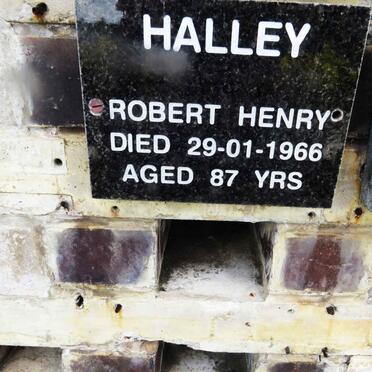 HALLEY
ROBERT HENRY
DIED 29-01-1966
AGED 87 YRS